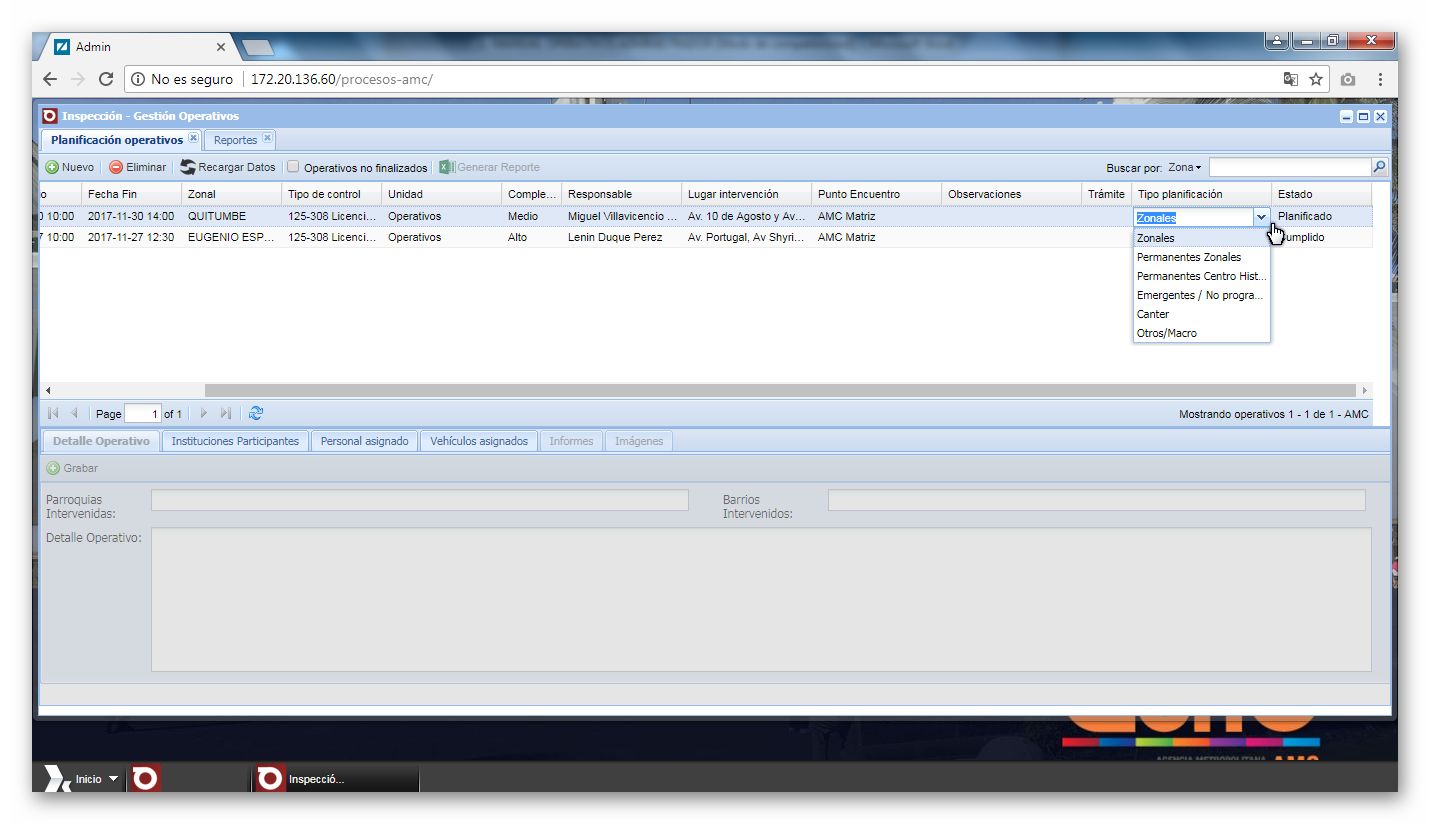 Admin
No es seguro 172.20.136.60/procesos-amc/
Inspección - Gestión Operativos
Planificación operativos Reportes
Nuevo Eliminar Recargar Datos Operativos no finalizados Generar Reporte Buscar por: Zona
o Fecha Fin Zonal Tipo de control Unidad Comple... Responsable Lugar intervención Punto Encuentro Observaciones Trámite Tipo planificación Estado
10:00 2017-11-30 14:00 QUITUMBE 125-308 Licenci... Operativos Medio Miguel Villavicencio ... Av. 10 de Agosto y Av... AMC Matriz Zonales Planificado
7 10:00 2017-11-27 12:30 EUGENIO ESP... 125-308 Licenci... Operativos Alto Lenin Duque Perez Av. Portugal, Av Shyri... AMC Matriz Zonales umplido
Permanentes Zonales
Permanentes Centro Hist...
Emergentes / No progra...
Canter
Otros/Macro
Page 1 of 1 Mostrando operativos 1 - 1 de 1 - AMC
Detalle Operativo Instituciones Participantes Personal asignado Vehículos asignados Informes Imágenes
Grabar
Parroquias Intervenidas: Barrios Intervenidos:
Detalle Operativo:
AGENCIA METROPOLITANA AMC
Inicio Inspecció...